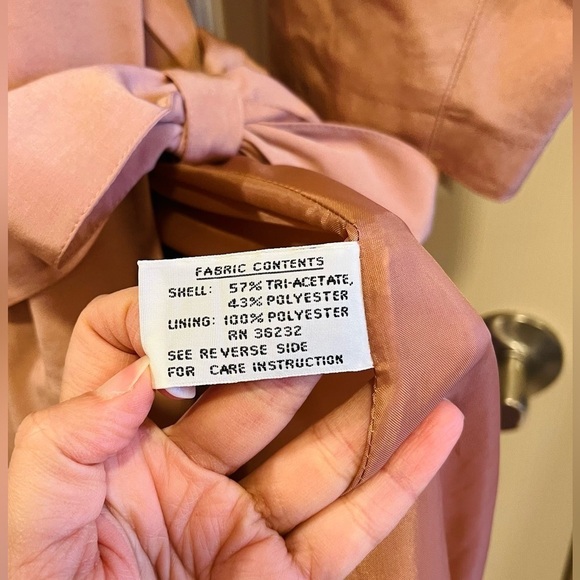 FABRIC CONTENTS
SHELL: 57% TRI-ACETATE,
43% POLYESTER
LINING: 100% POLYESTER
RN 36232
SEE REVERSE SIDE
FOR CARE INSTRUCTION